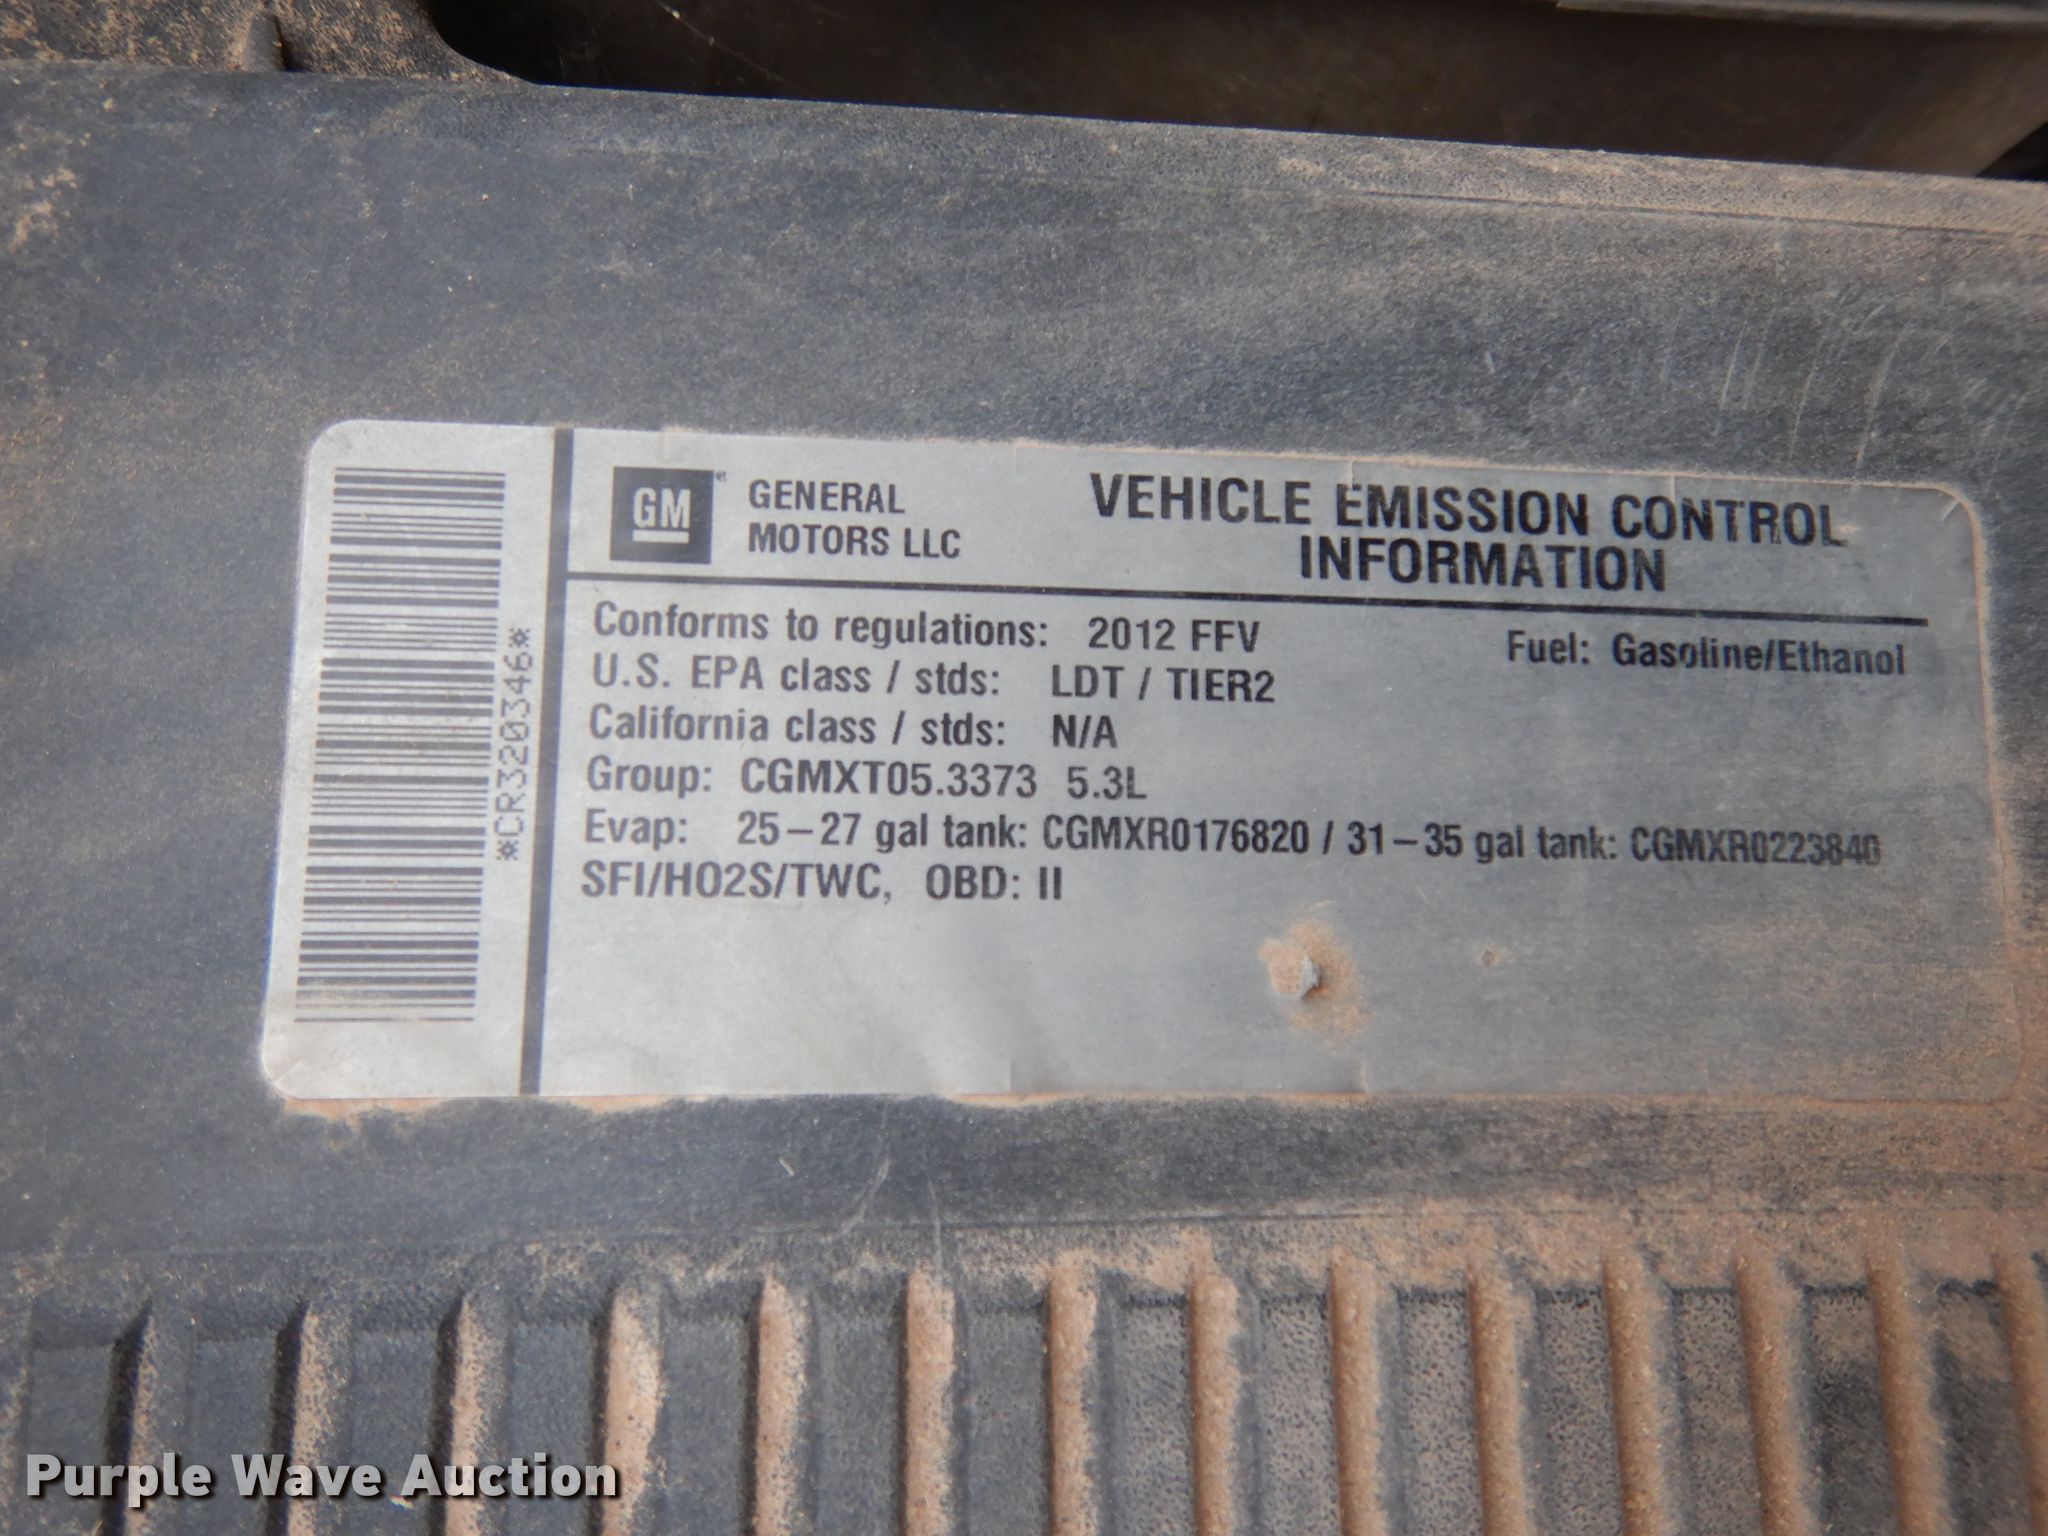 GM
GENERAL
MOTORS LLC
VEHICLE EMISSION CONTROL
INFORMATION
Conforms to regulations: 2012 FFV
Fuel: Gasoline/Ethanol
U.S. EPA class / stds: LDT / TIER2
California class / stds: N/A
Group: CGMXT05.3373 5.3L
Evap: 25-27 gal tank: CGMXR0176820 / 31-35 gal tank: CGMXR0223840
SFI/HO2S/TWC, OBD: II
*CR320346*
Purple Wave Auction